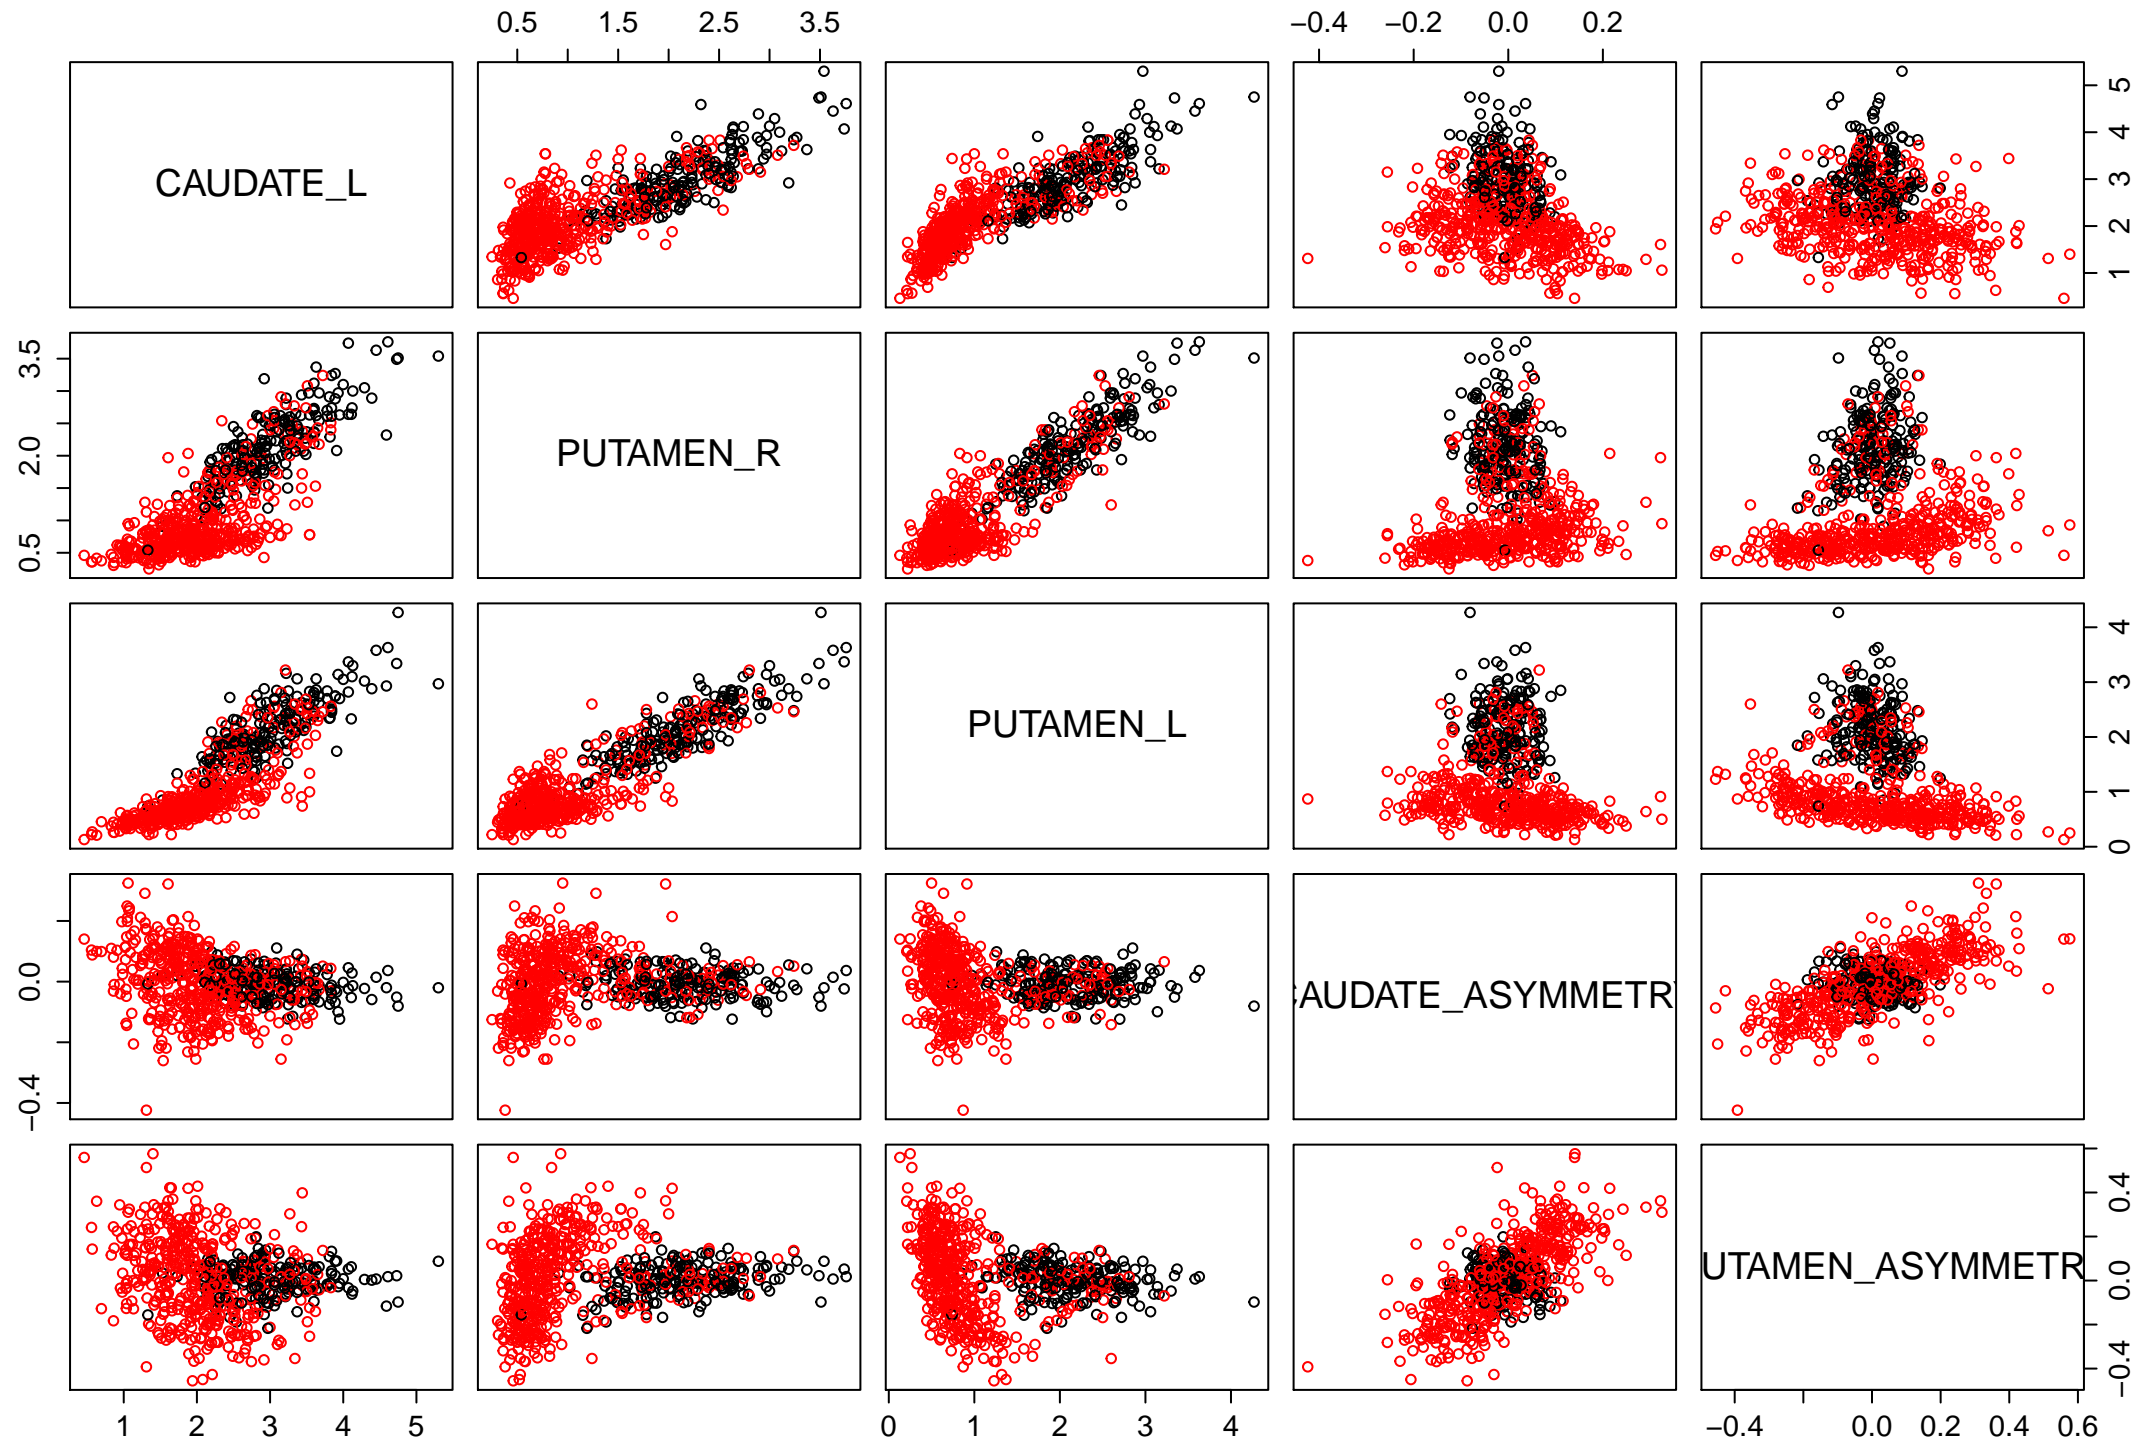 0.5 1.5 2.5 3.5 −0.4 −0.2 0.0 0.2
CAUDATE_L
1 2 3 4 5
0.5 2.0 3.5
PUTAMEN_R
PUTAMEN_L
0 1 2 3 4
−0.4 0.0
AUDATE_ASYMMETR
UTAMEN_ASYMMETR
−0.4 0.0 0.4
1 2 3 4 5 0 1 2 3 4 −0.4 0.0 0.2 0.4 0.6